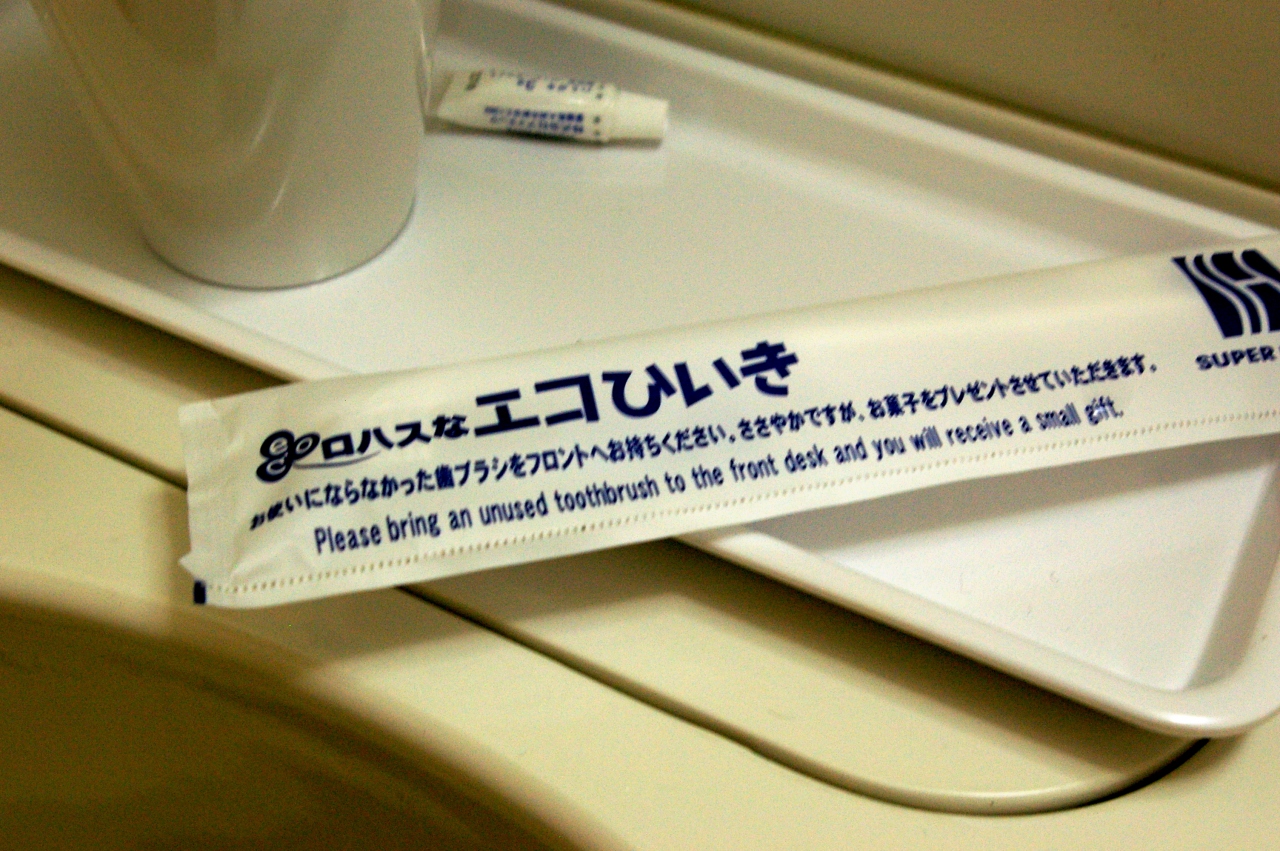 ロハスなエコひいき
お使いにならなかった歯ブラシをフロントへお持ちください。ささやかですが、お菓子をプレゼントさせていただきます。
Please bring an unused toothbrush to the front desk and you will receive a small gift.
SUPER